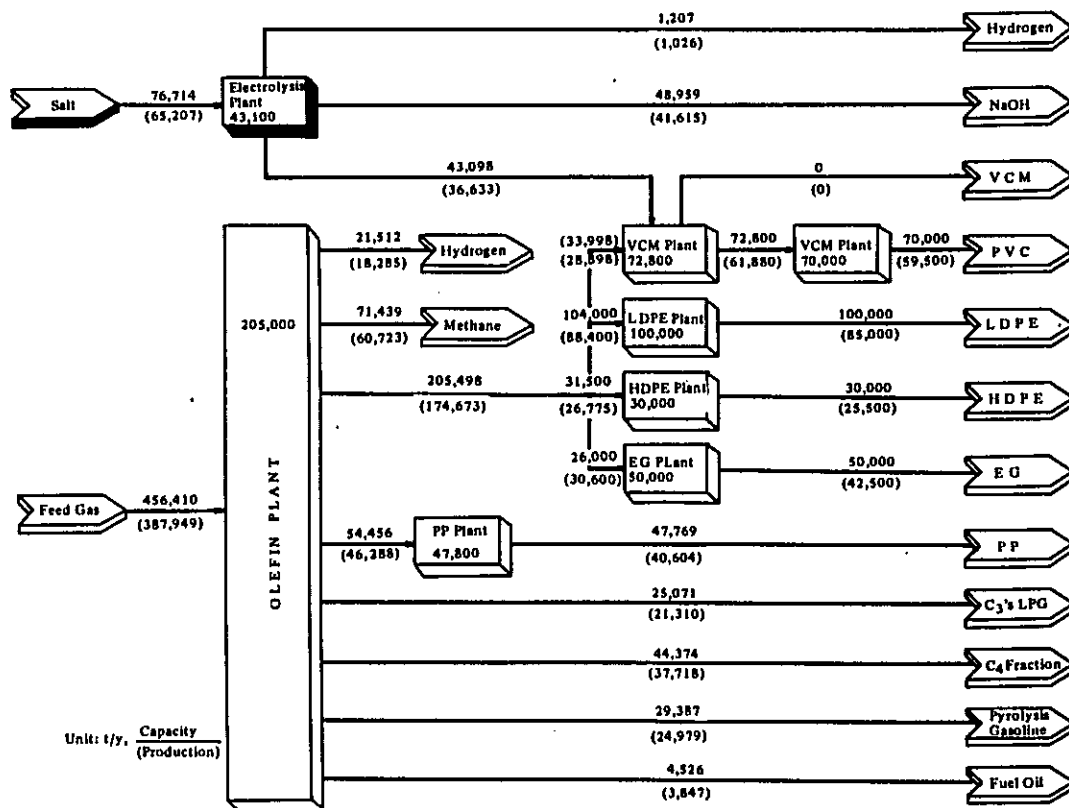 1,207
Hydrogen
(1,026)
Salt
76,714
(65,207)
Electrolysis
Plant
43,100
48,959
(41,615)
NaOH
43,098
(36,633)
0
(0)
VCM
205,000
OLEFIN PLANT
21,512
(18,285)
Hydrogen
(33,998)
(28,898)
VCM Plant
72,800
72,800
(61,880)
VCM Plant
70,000
70,000
(59,500)
PVC
71,439
(60,723)
Methane
104,000
(88,400)
LDPE Plant
100,000
100,000
(85,000)
LDPE
205,498
(174,673)
31,500
(26,775)
HDPE Plant
30,000
30,000
(25,500)
HDPE
26,000
(30,600)
EG PLant
50,000
50,000
(42,500)
EG
Feed Gas
456,410
(387,949)
54,456
(46,288)
PP Plant
47,800
47,769
(40,604)
PP
25,071
(21,310)
C₃'s LPG
44,374
(37,718)
C₄ Fraction
29,387
(24,979)
Pyrolysis
Gasoline
Unit: t/y, Capacity
(Production)
4,526
(3,847)
Fuel Oil